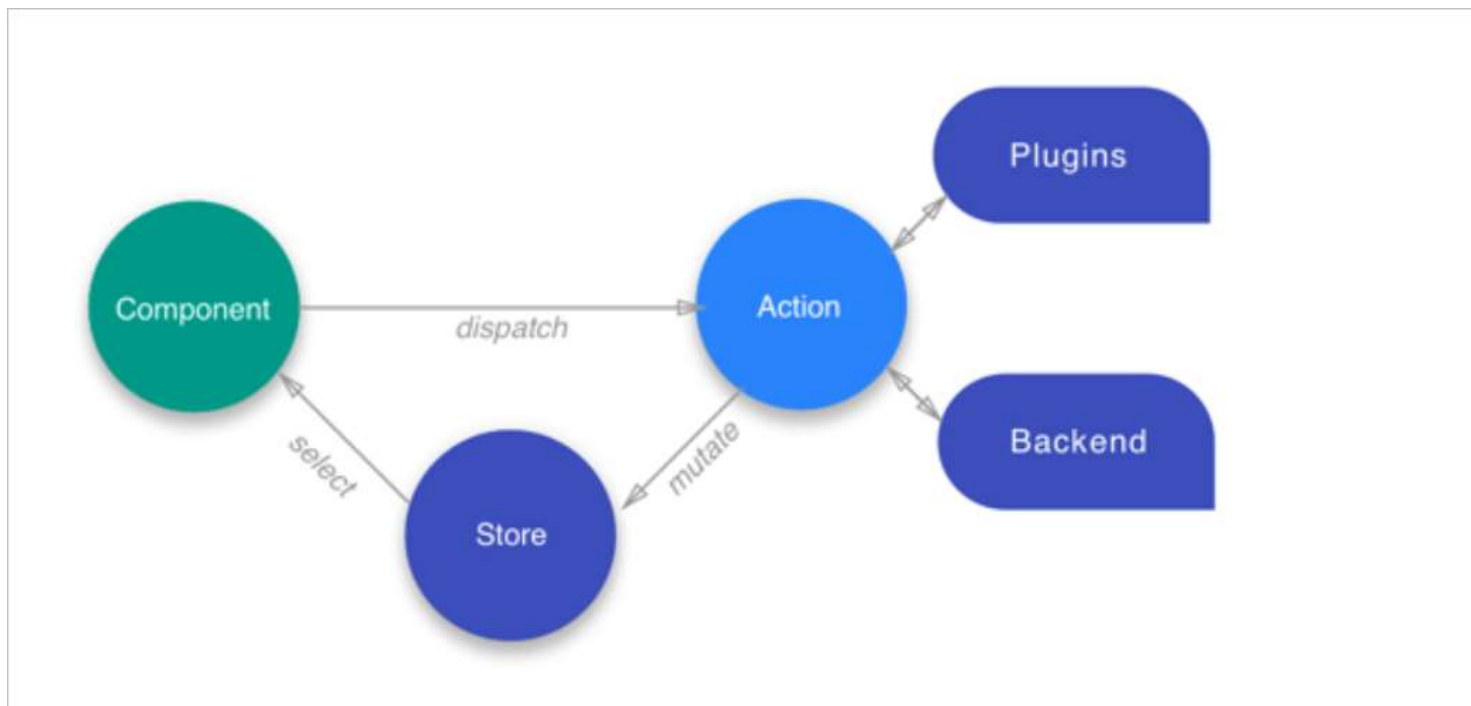 Plugins
Component
dispatch
Action
select
mutate
Backend
Store